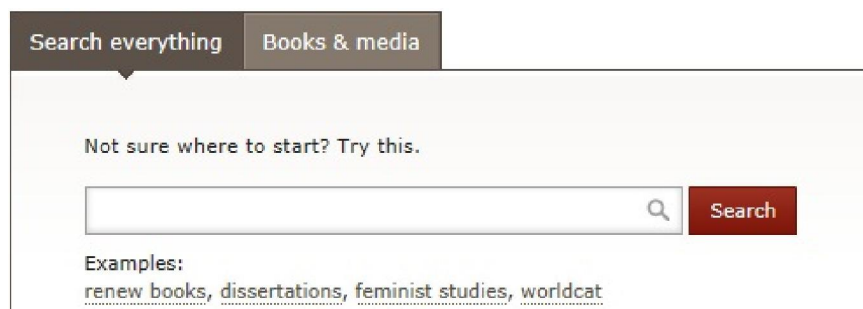 Search everything Books & media
Not sure where to start? Try this.
Search
Examples:
renew books, dissertations, feminist studies, worldcat